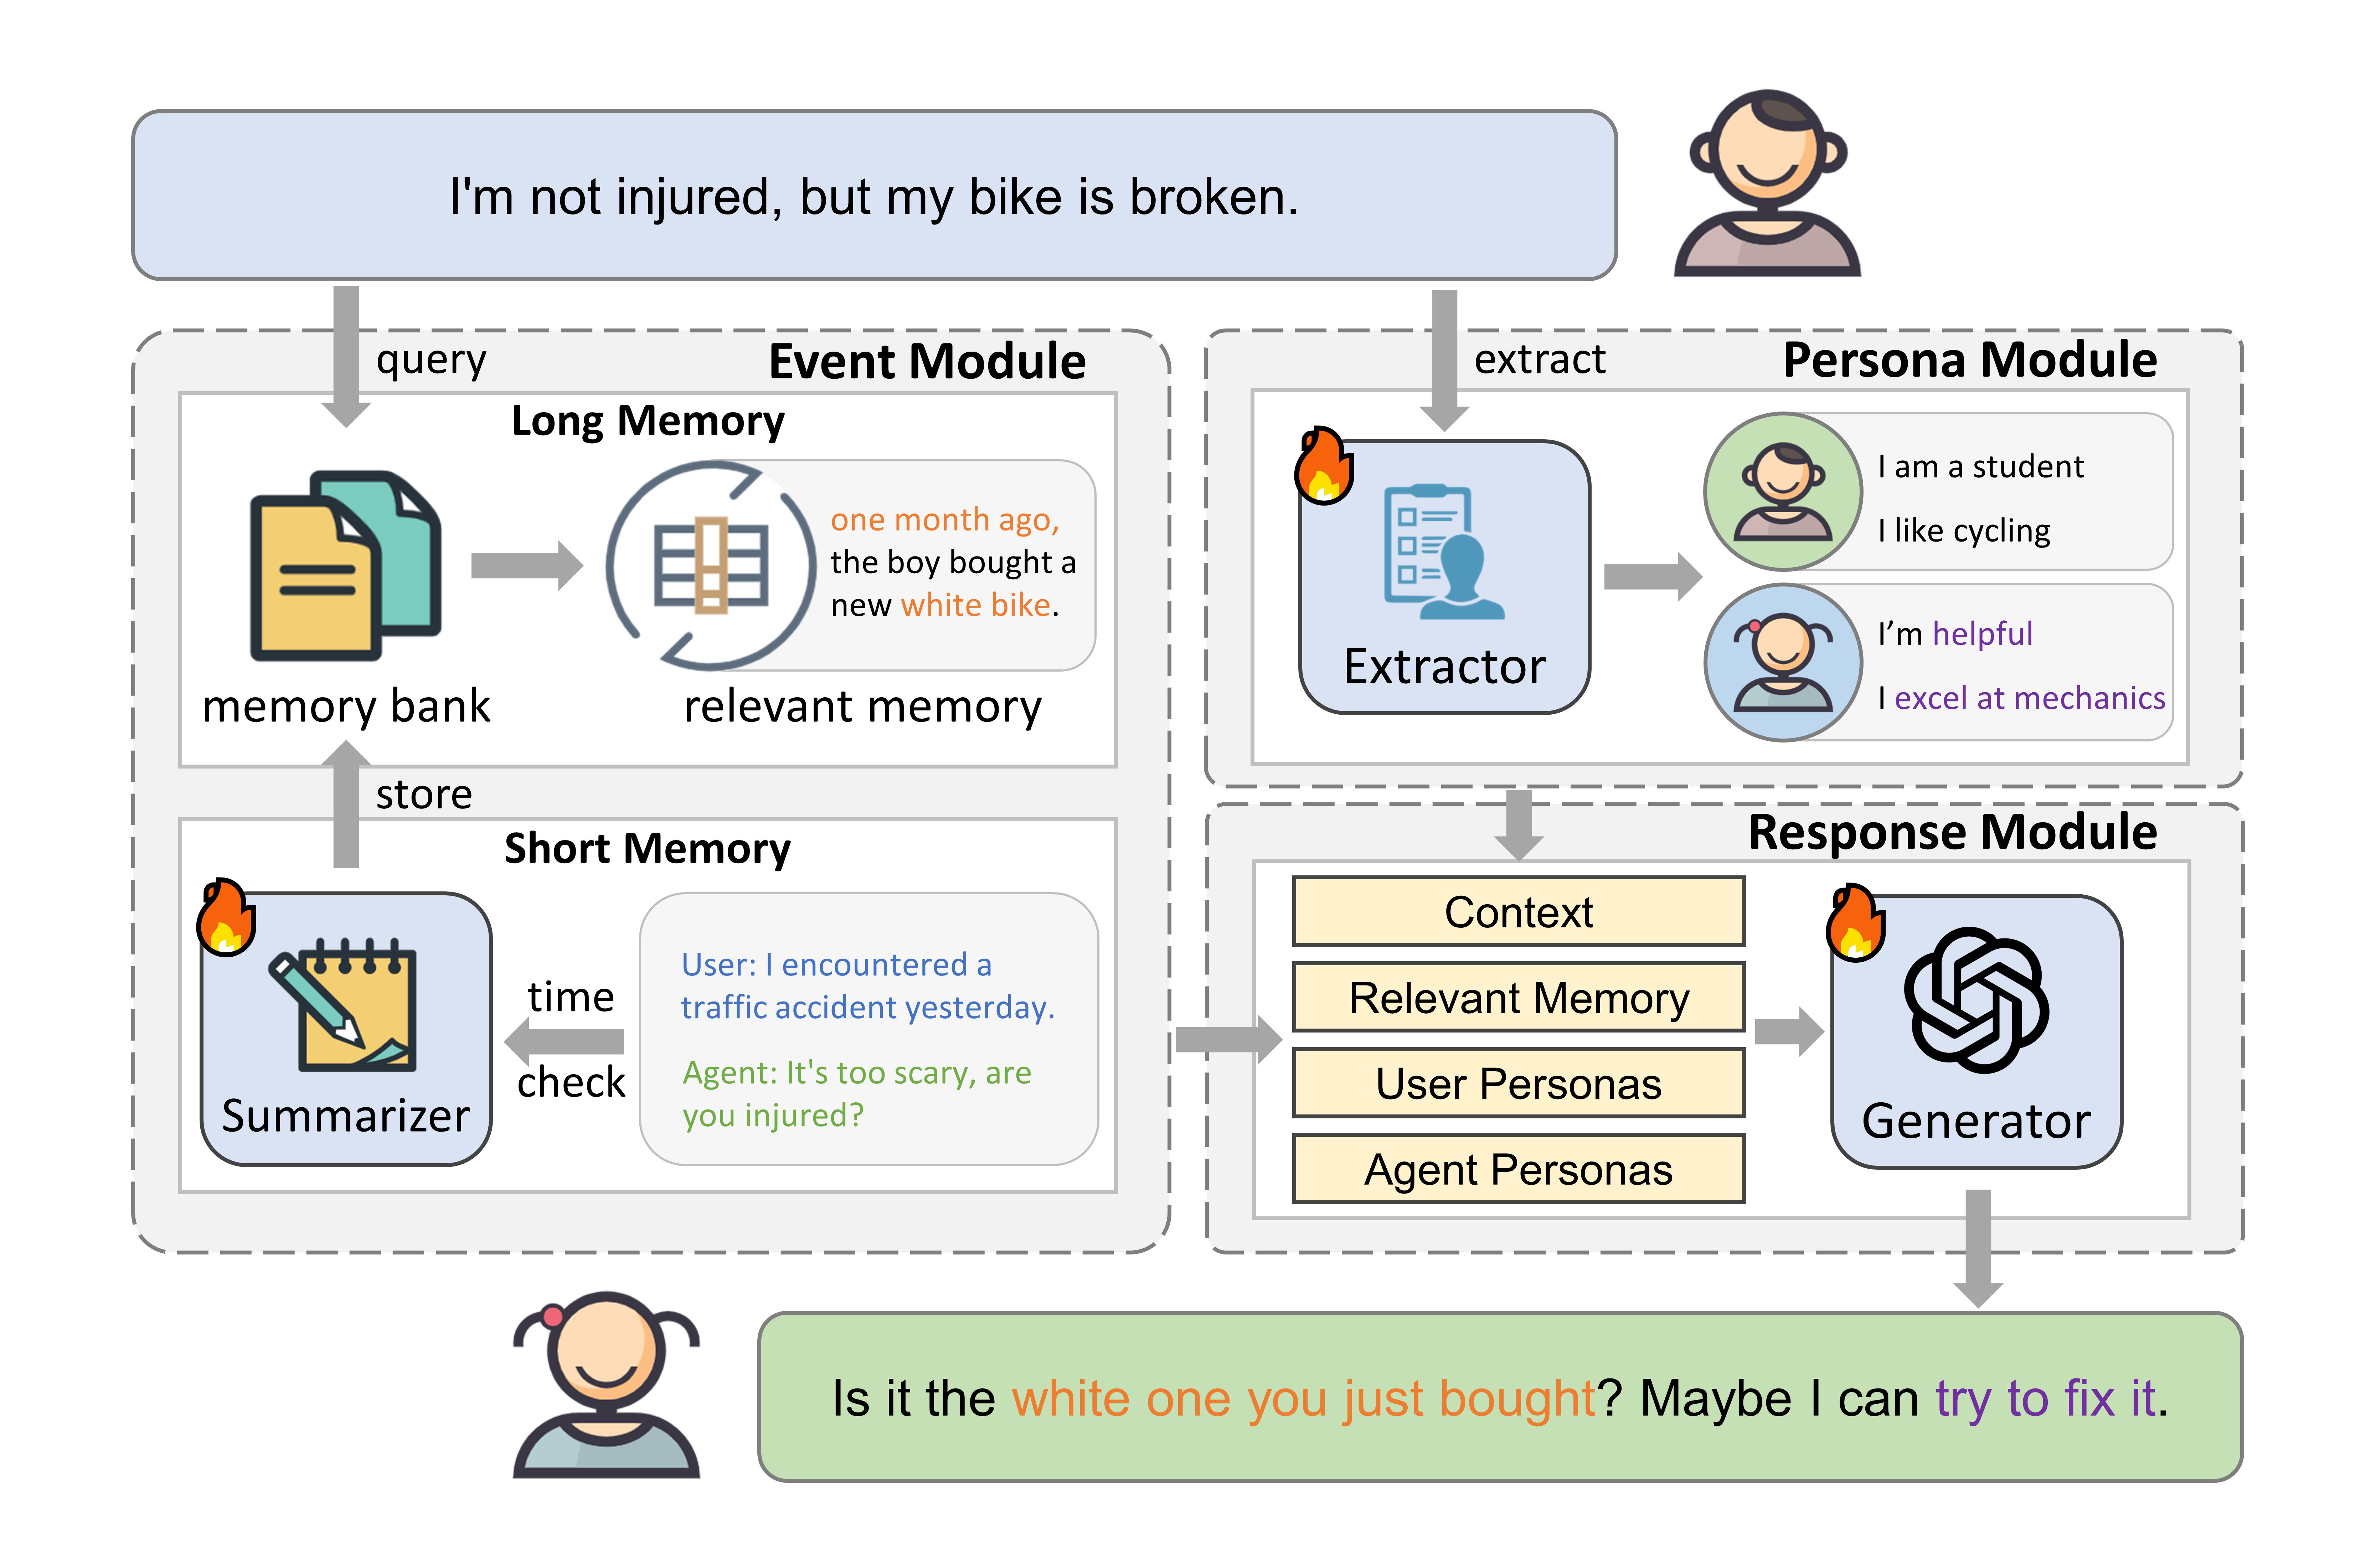 I'm not injured, but my bike is broken.
query
Event Module
Long Memory
one month ago,
the boy bought a
new white bike.
memory bank
relevant memory
store
Short Memory
User: I encountered a
traffic accident yesterday.
Agent: It's too scary, are
you injured?
time
check
Summarizer
extract
Persona Module
Extractor
I am a student
I like cycling
I’m helpful
I excel at mechanics
Response Module
Context
Relevant Memory
User Personas
Agent Personas
Generator
Is it the white one you just bought? Maybe I can try to fix it.